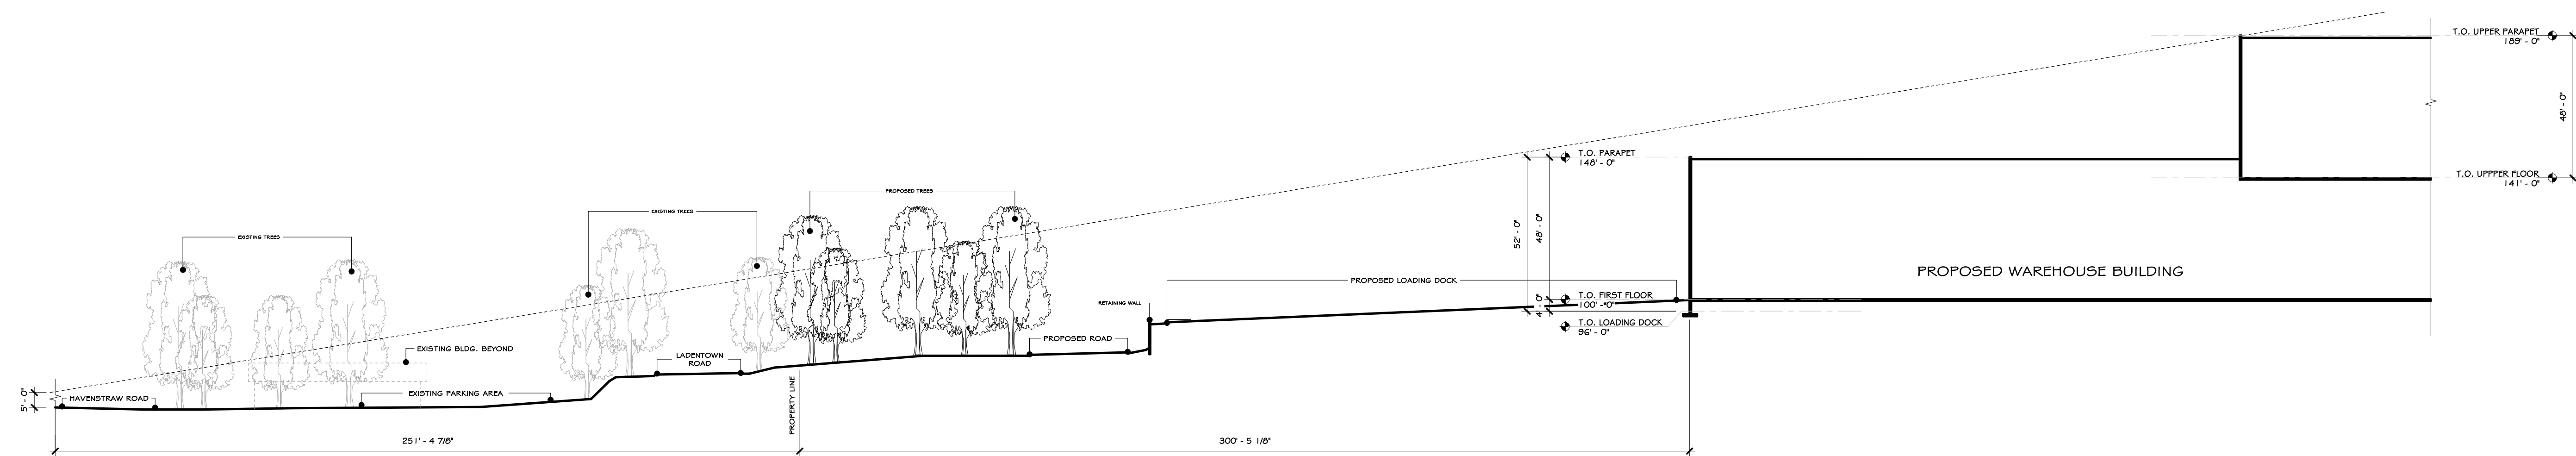 T.O. UPPER PARAPET
189' - 0"
48' - 0"
T.O. UPPPER FLOOR
141' - 0"
T.O. PARAPET
148' - 0"
52' - 0"
48' - 0"
4' - 0"
T.O. FIRST FLOOR
100' - 0"
T.O. LOADING DOCK
96' - 0"
PROPOSED WAREHOUSE BUILDING
PROPOSED LOADING DOCK
RETAINING WALL
PROPOSED ROAD
PROPOSED TREES
EXISTING TREES
EXISTING TREES
LADENTOWN
ROAD
EXISTING BLDG. BEYOND
EXISTING PARKING AREA
HAVENSTRAW ROAD
5' - 0"
PROPERTY LINE
251' - 4 7/8"
300' - 5 1/8"